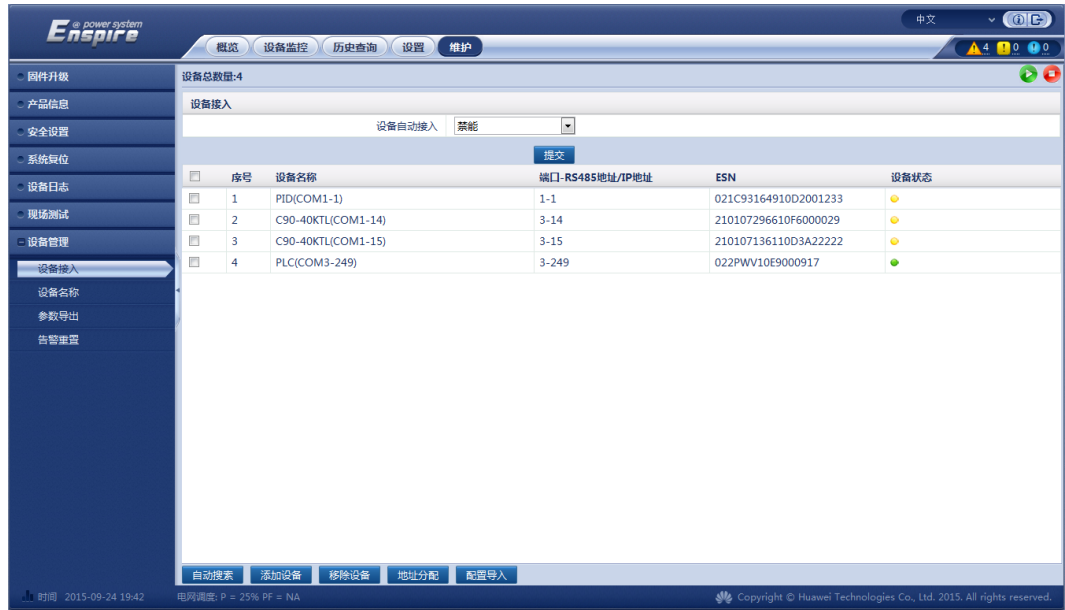 Enspire @ power system
中文
概览 设备监控 历史查询 设置 维护
4 0 0
固件升级
产品信息
安全设置
系统复位
设备日志
现场测试
设备管理
设备接入
设备名称
参数导出
告警重置
设备总数量:4
设备接入
设备自动接入 禁能
提交
序号 设备名称 端口-RS485地址/IP地址 ESN 设备状态
1 PID(COM1-1) 1-1 021C93164910D2001233
2 C90-40KTL(COM1-14) 3-14 210107296610F6000029
3 C90-40KTL(COM1-15) 3-15 210107136110D3A22222
4 PLC(COM3-249) 3-249 022PWV10E9000917
自动搜索 添加设备 移除设备 地址分配 配置导入
时间 2015-09-24 19:42 电网调度: P = 25% PF = NA Copyright © Huawei Technologies Co., Ltd. 2015. All rights reserved.